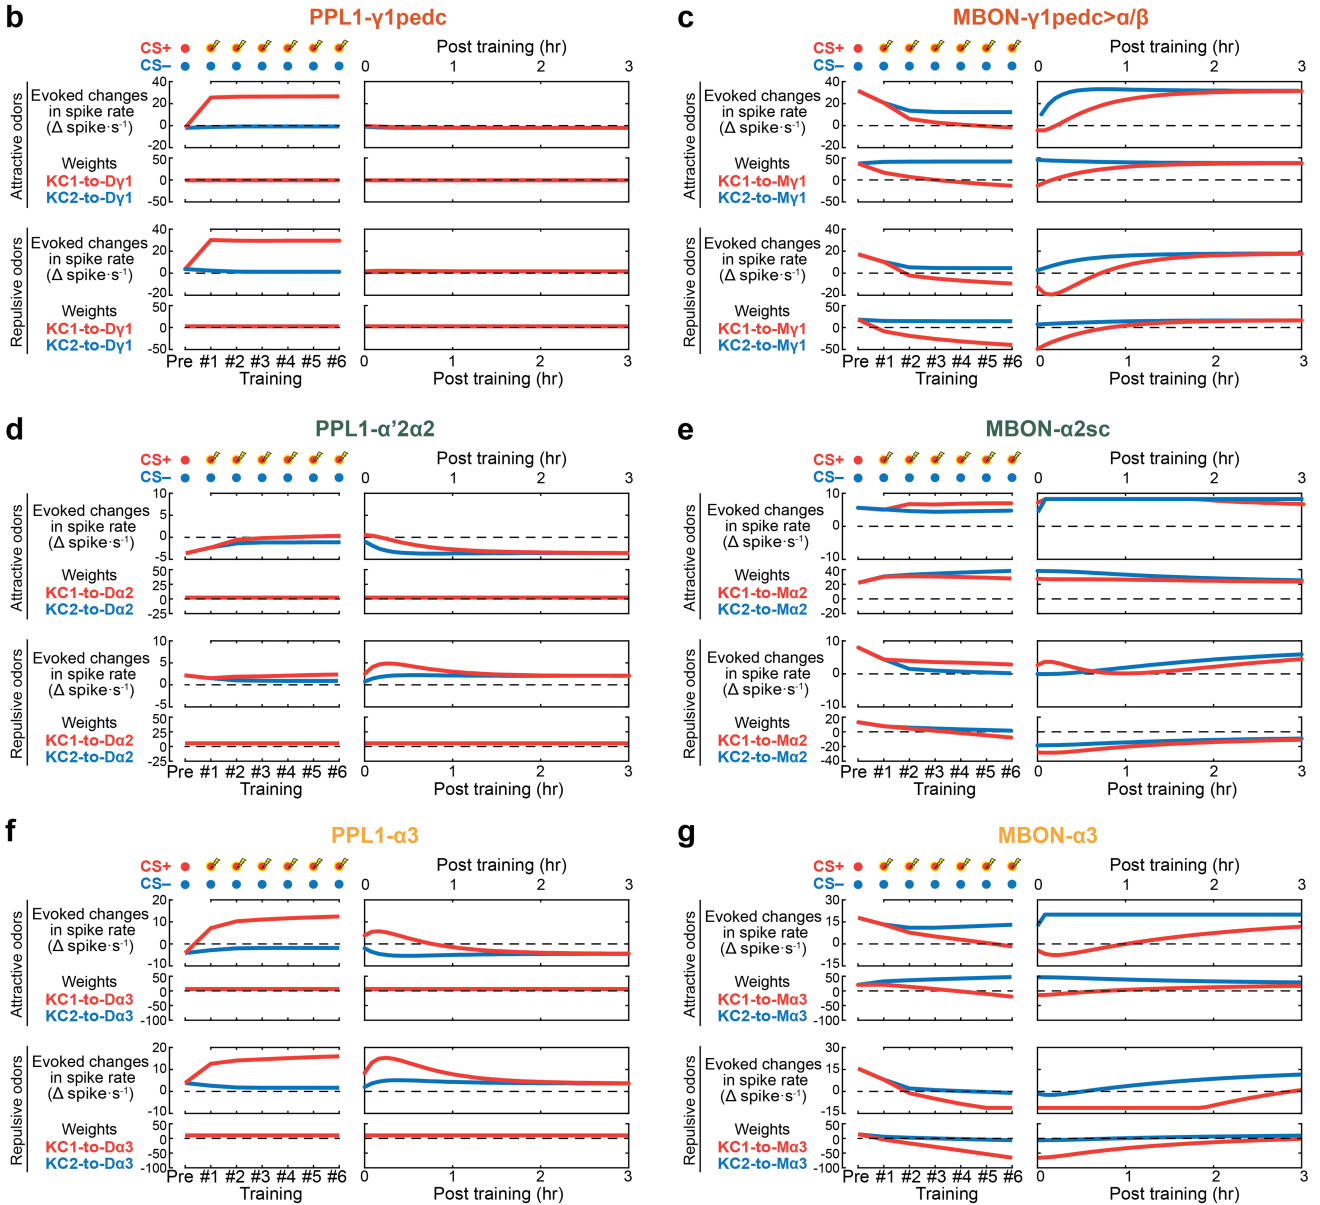 b
PPL1-γ1pedc
CS+
CS–
Post training (hr)
0 1 2 3
Attractive odors
Evoked changes
in spike rate
(Δ spike·s⁻¹)
40
20
0
-20
Weights
KC1-to-Dγ1
KC2-to-Dγ1
50
0
-50
Repulsive odors
Evoked changes
in spike rate
(Δ spike·s⁻¹)
40
20
0
-20
Weights
KC1-to-Dγ1
KC2-to-Dγ1
50
0
-50
Pre #1 #2 #3 #4 #5 #6
Training
0 1 2 3
Post training (hr)
c
MBON-γ1pedc>α/β
CS+
CS–
Post training (hr)
0 1 2 3
Attractive odors
Evoked changes
in spike rate
(Δ spike·s⁻¹)
40
20
0
-20
Weights
KC1-to-Mγ1
KC2-to-Mγ1
50
0
-50
Repulsive odors
Evoked changes
in spike rate
(Δ spike·s⁻¹)
40
20
0
-20
Weights
KC1-to-Mγ1
KC2-to-Mγ1
50
0
-50
Pre #1 #2 #3 #4 #5 #6
Training
0 1 2 3
Post training (hr)
d
PPL1-α’2α2
CS+
CS–
Post training (hr)
0 1 2 3
Attractive odors
Evoked changes
in spike rate
(Δ spike·s⁻¹)
10
5
0
-5
Weights
KC1-to-Dα2
KC2-to-Dα2
50
25
0
-25
Repulsive odors
Evoked changes
in spike rate
(Δ spike·s⁻¹)
10
5
0
-5
Weights
KC1-to-Dα2
KC2-to-Dα2
50
25
0
-25
Pre #1 #2 #3 #4 #5 #6
Training
0 1 2 3
Post training (hr)
e
MBON-α2sc
CS+
CS–
Post training (hr)
0 1 2 3
Attractive odors
Evoked changes
in spike rate
(Δ spike·s⁻¹)
10
0
-10
Weights
KC1-to-Mα2
KC2-to-Mα2
40
20
0
-20
Repulsive odors
Evoked changes
in spike rate
(Δ spike·s⁻¹)
10
0
-10
Weights
KC1-to-Mα2
KC2-to-Mα2
20
0
-20
-40
Pre #1 #2 #3 #4 #5 #6
Training
0 1 2 3
Post training (hr)
f
PPL1-α3
CS+
CS–
Post training (hr)
0 1 2 3
Attractive odors
Evoked changes
in spike rate
(Δ spike·s⁻¹)
20
10
0
-10
Weights
KC1-to-Dα3
KC2-to-Dα3
50
0
-50
-100
Repulsive odors
Evoked changes
in spike rate
(Δ spike·s⁻¹)
20
10
0
-10
Weights
KC1-to-Dα3
KC2-to-Dα3
50
0
-50
-100
Pre #1 #2 #3 #4 #5 #6
Training
2 1 2 3
Post training (hr)
g
MBON-α3
CS+
CS–
Post training (hr)
0 1 2 3
Attractive odors
Evoked changes
in spike rate
(Δ spike·s⁻¹)
30
15
0
-15
Weights
KC1-to-Mα3
KC2-to-Mα3
50
0
-50
-100
Repulsive odors
Evoked changes
in spike rate
(Δ spike·s⁻¹)
30
15
0
-15
Weights
KC1-to-Mα3
KC2-to-Mα3
50
0
-50
-100
Pre #1 #2 #3 #4 #5 #6
Training
0 1 2 3
Post training (hr)